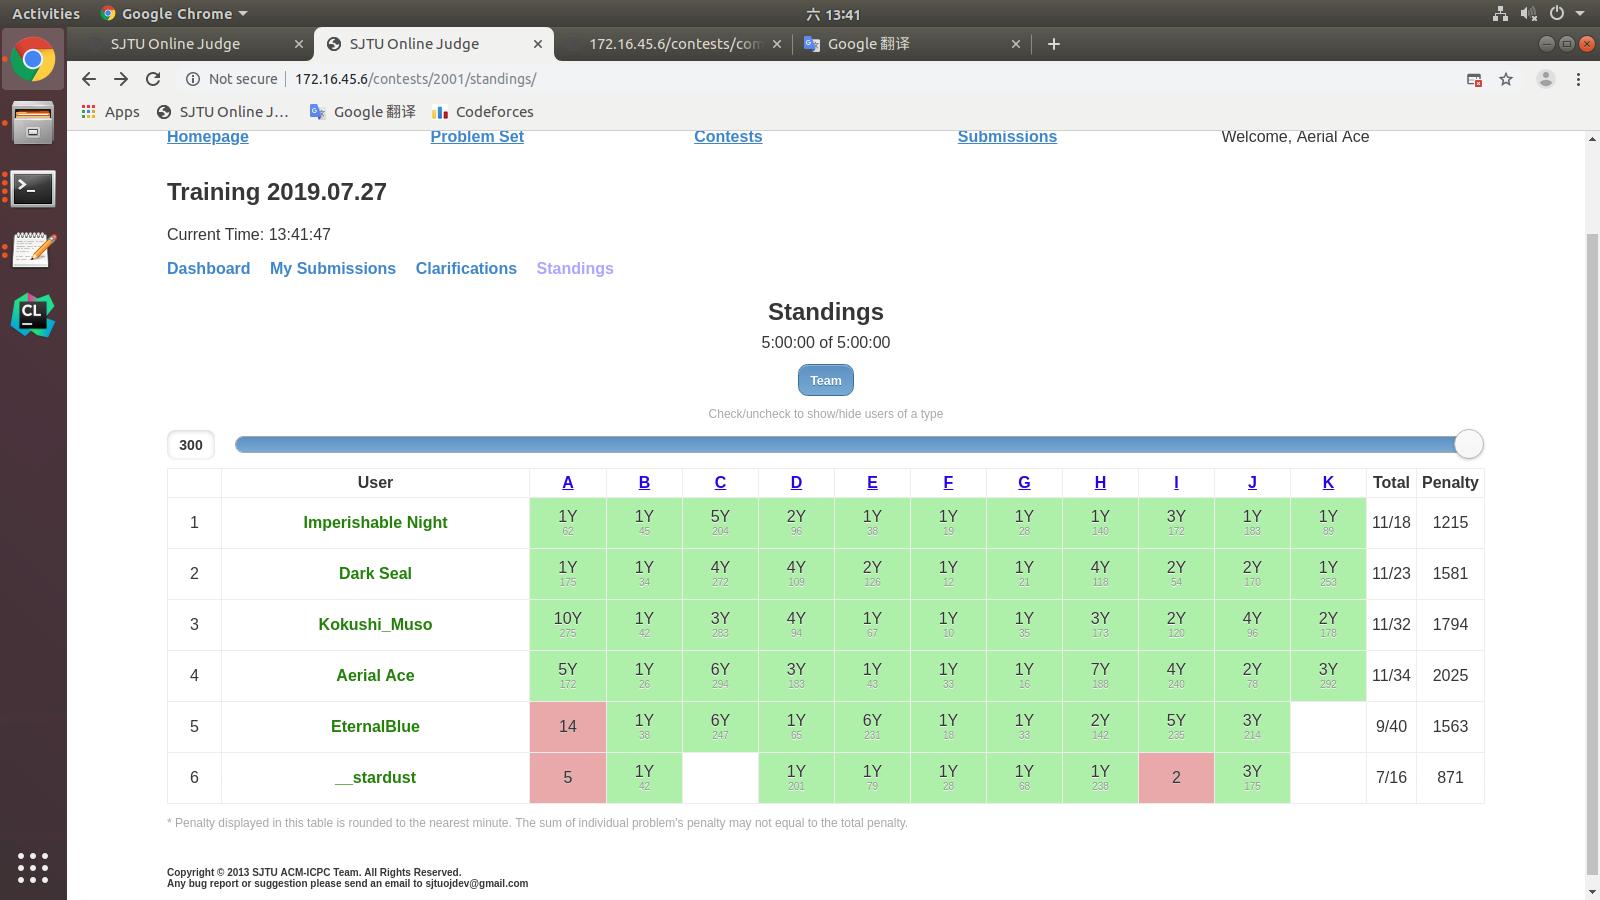 Activities Google Chrome 六 13:41
SJTU Online Judge SJTU Online Judge 172.16.45.6/contests/com Google 翻译
Not secure 172.16.45.6/contests/2001/standings/
Apps SJTU Online J… Google 翻译 Codeforces
Homepage Problem Set Contests Submissions Welcome, Aerial Ace
Training 2019.07.27
Current Time: 13:41:47
Dashboard My Submissions Clarifications Standings
Standings
5:00:00 of 5:00:00
Team
Check/uncheck to show/hide users of a type
300
User A B C D E F G H I J K Total Penalty
1 Imperishable Night 1Y 1Y 5Y 2Y 1Y 1Y 1Y 1Y 3Y 1Y 1Y 11/18 1215
62 45 204 96 38 19 28 140 172 183 89
2 Dark Seal 1Y 1Y 4Y 4Y 2Y 1Y 1Y 4Y 2Y 2Y 1Y 11/23 1581
175 34 272 109 126 12 21 118 54 170 253
3 Kokushi_Muso 10Y 1Y 3Y 4Y 1Y 1Y 1Y 3Y 2Y 4Y 2Y 11/32 1794
275 42 283 94 67 10 35 173 120 96 178
4 Aerial Ace 5Y 1Y 6Y 3Y 1Y 1Y 1Y 7Y 4Y 2Y 3Y 11/34 2025
172 26 294 183 43 33 16 188 240 78 292
5 EternalBlue 14 1Y 6Y 1Y 6Y 1Y 1Y 2Y 5Y 3Y 9/40 1563
38 247 65 231 18 33 142 235 214
6 __stardust 5 1Y 1Y 1Y 1Y 1Y 1Y 2 3Y 7/16 871
42 201 79 28 68 238 175
* Penalty displayed in this table is rounded to the nearest minute. The sum of individual problem's penalty may not equal to the total penalty.
Copyright © 2013 SJTU ACM-ICPC Team. All Rights Reserved.
Any bug report or suggestion please send an email to sjtuojdev@gmail.com
CL